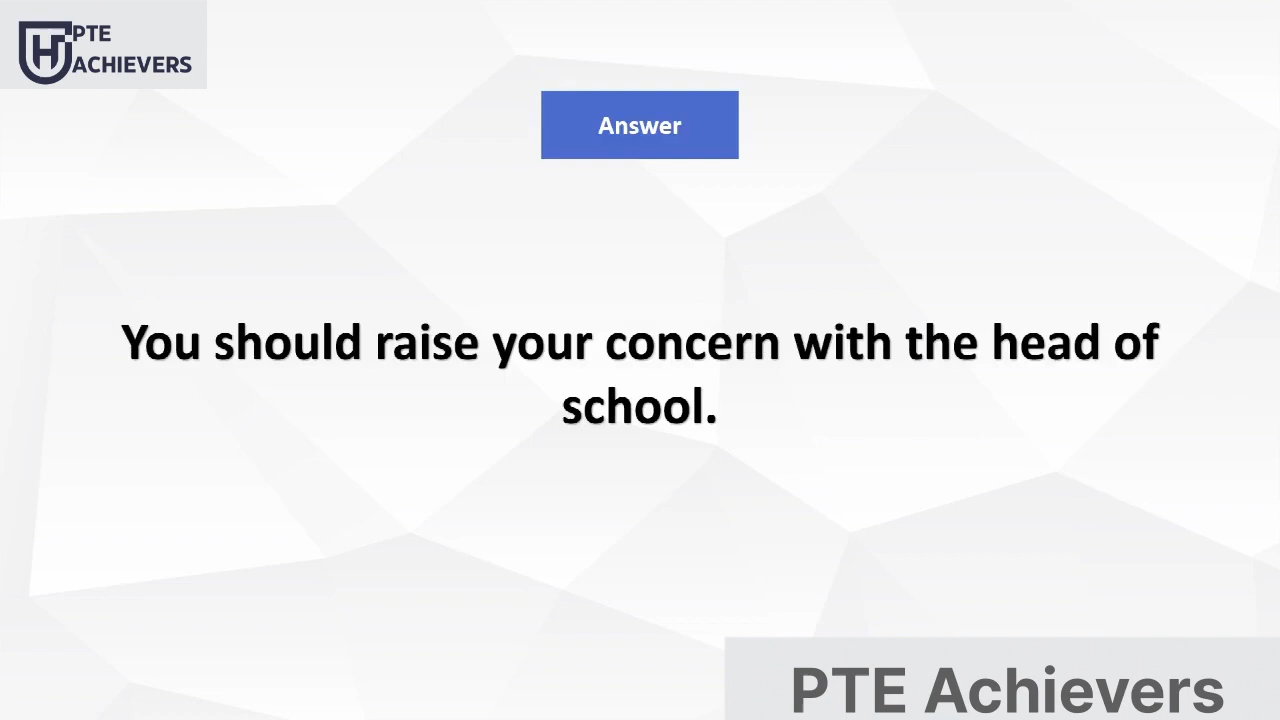 PTE
ACHIEVERS
Answer
You should raise your concern with the head of
school.
PTE Achievers